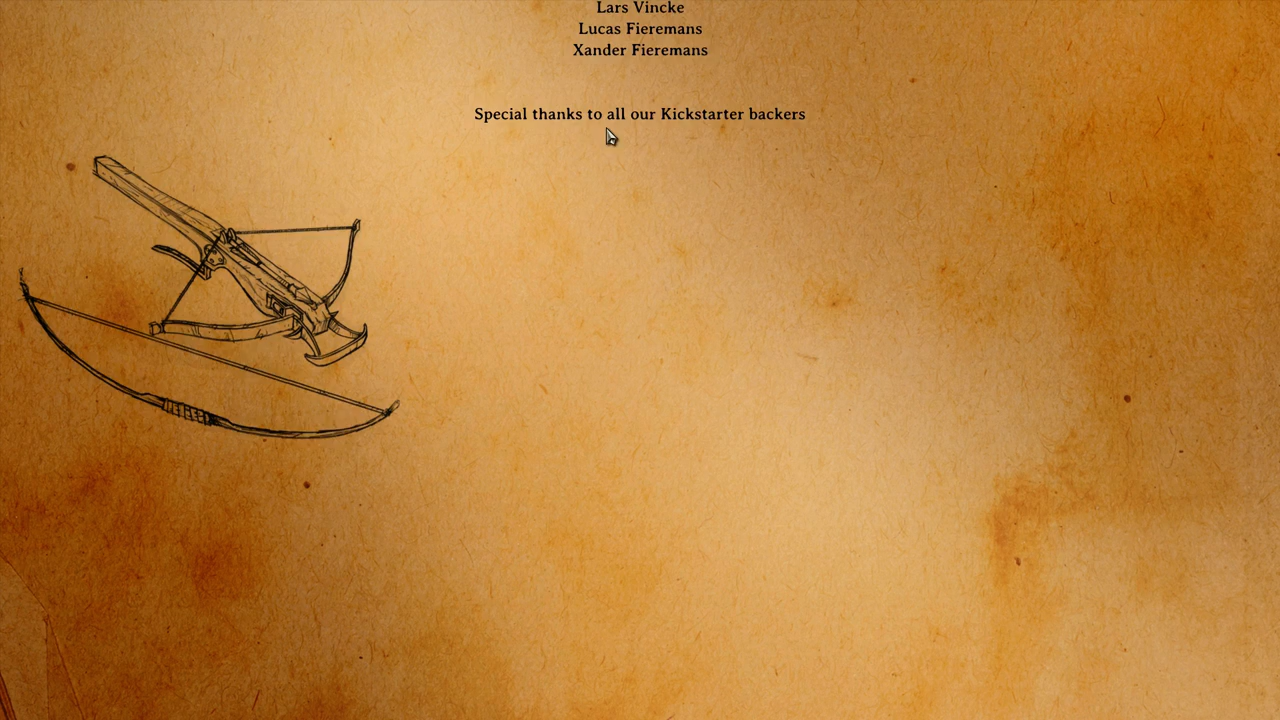 Lars Vincke
Lucas Fieremans
Xander Fieremans
Special thanks to all our Kickstarter backers